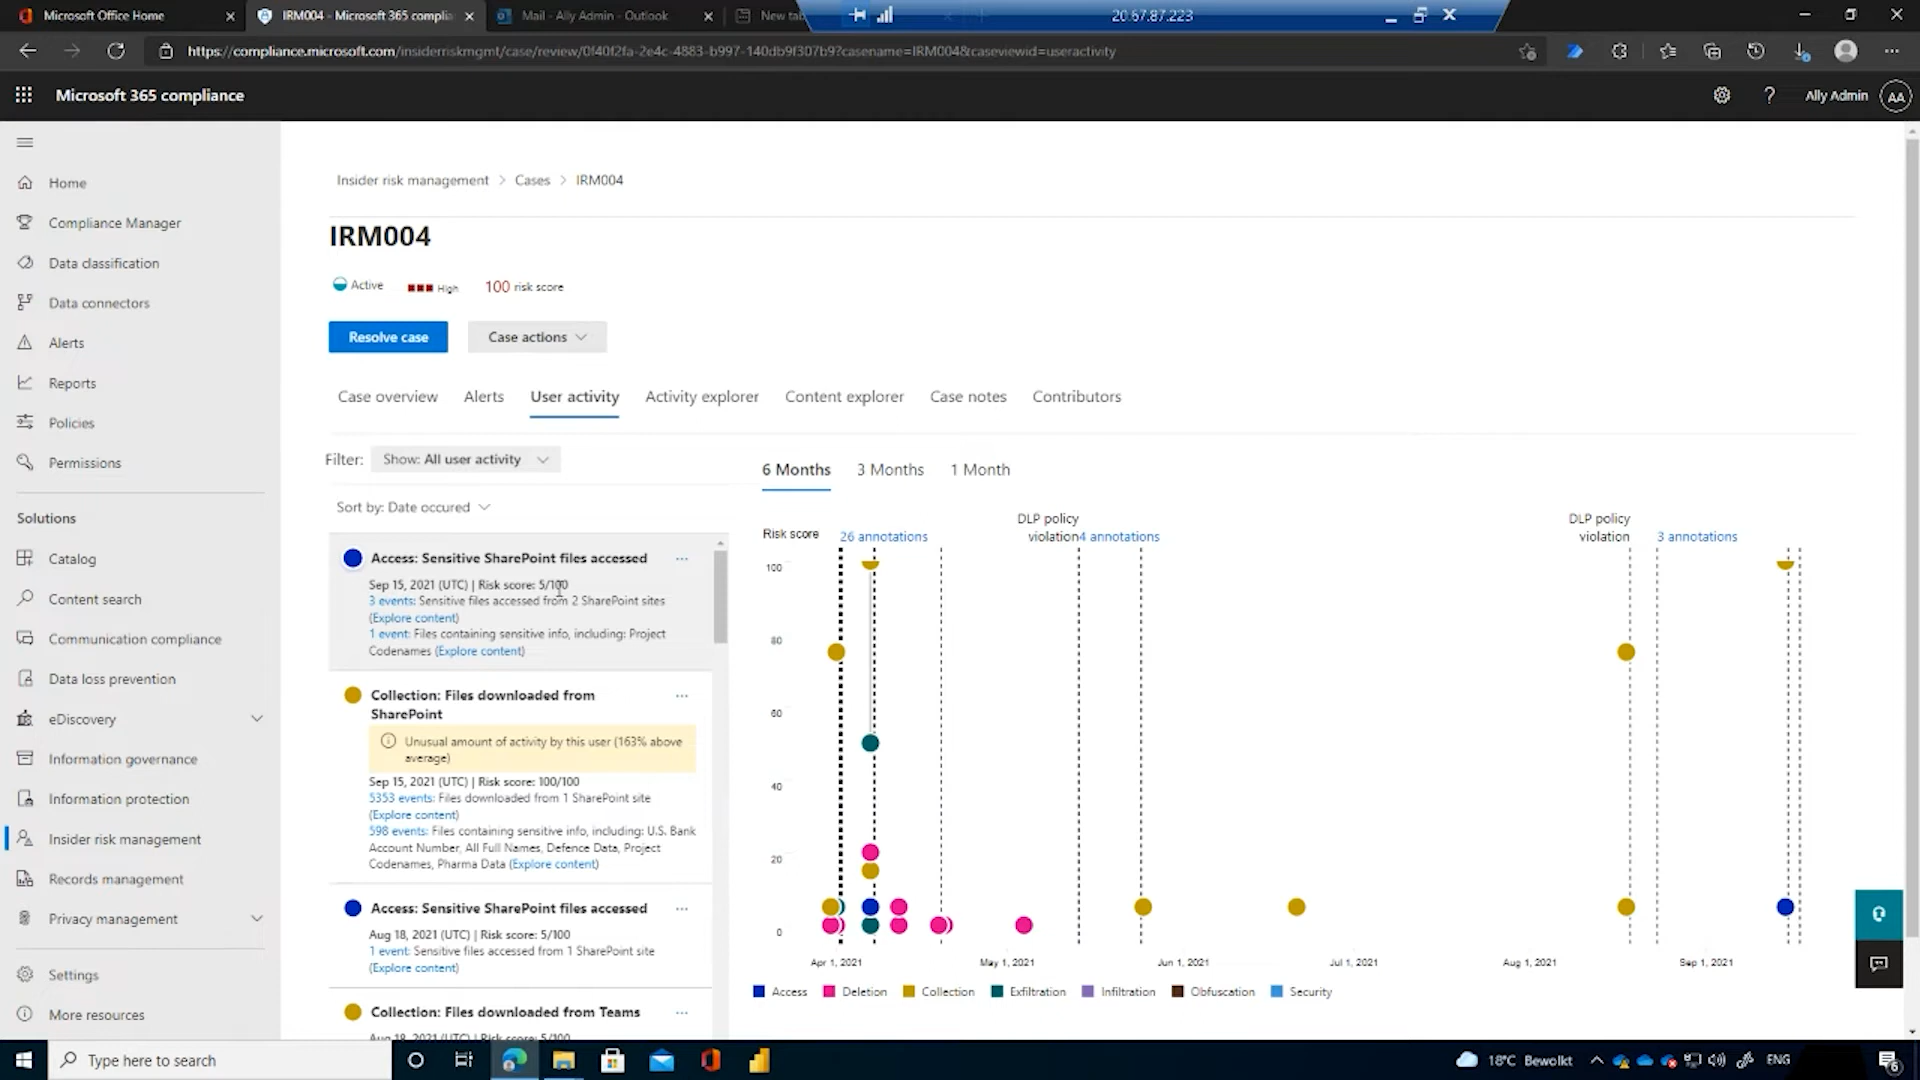 Microsoft Office Home
IRM004 - Microsoft 365 complia
Mail - Ally Admin - Outlook
New tab
20.67.87.223
https://compliance.microsoft.com/insiderriskmgmt/case/review/0f40f2fa-2e4c-4883-b997-140db9f307b9?casename=IRM004&caseviewid=useractivity
Microsoft 365 compliance
Ally Admin
AA
Home
Compliance Manager
Data classification
Data connectors
Alerts
Reports
Policies
Permissions
Solutions
Catalog
Content search
Communication compliance
Data loss prevention
eDiscovery
Information governance
Information protection
Insider risk management
Records management
Privacy management
Settings
More resources
Insider risk management > Cases > IRM004
IRM004
Active
High
100 risk score
Resolve case
Case actions
Case overview
Alerts
User activity
Activity explorer
Content explorer
Case notes
Contributors
Filter:
Show: All user activity
Sort by: Date occured
Access: Sensitive SharePoint files accessed
Sep 15, 2021 (UTC) | Risk score: 5/100
3 events: Sensitive files accessed from 2 SharePoint sites
(Explore content)
1 event: Files containing sensitive info, including: Project
Codenames (Explore content)
Collection: Files downloaded from
SharePoint
Unusual amount of activity by this user (163% above
average)
Sep 15, 2021 (UTC) | Risk score: 100/100
5353 events: Files downloaded from 1 SharePoint site
(Explore content)
598 events: Files containing sensitive info, including: U.S. Bank
Account Number, All Full Names, Defence Data, Project
Codenames, Pharma Data (Explore content)
Access: Sensitive SharePoint files accessed
Aug 18, 2021 (UTC) | Risk score: 5/100
1 event: Sensitive files accessed from 1 SharePoint site
(Explore content)
Collection: Files downloaded from Teams
Aug 18, 2021 (UTC) | Risk score: 5/100
6 Months
3 Months
1 Month
Risk score
26 annotations
DLP policy
violation
4 annotations
DLP policy
violation
3 annotations
100
80
60
40
20
0
Apr 1, 2021
May 1, 2021
Jun 1, 2021
Jul 1, 2021
Aug 1, 2021
Sep 1, 2021
Access
Deletion
Collection
Exfiltration
Infiltration
Obfuscation
Security
Type here to search
18°C Bewolkt
ENG
6